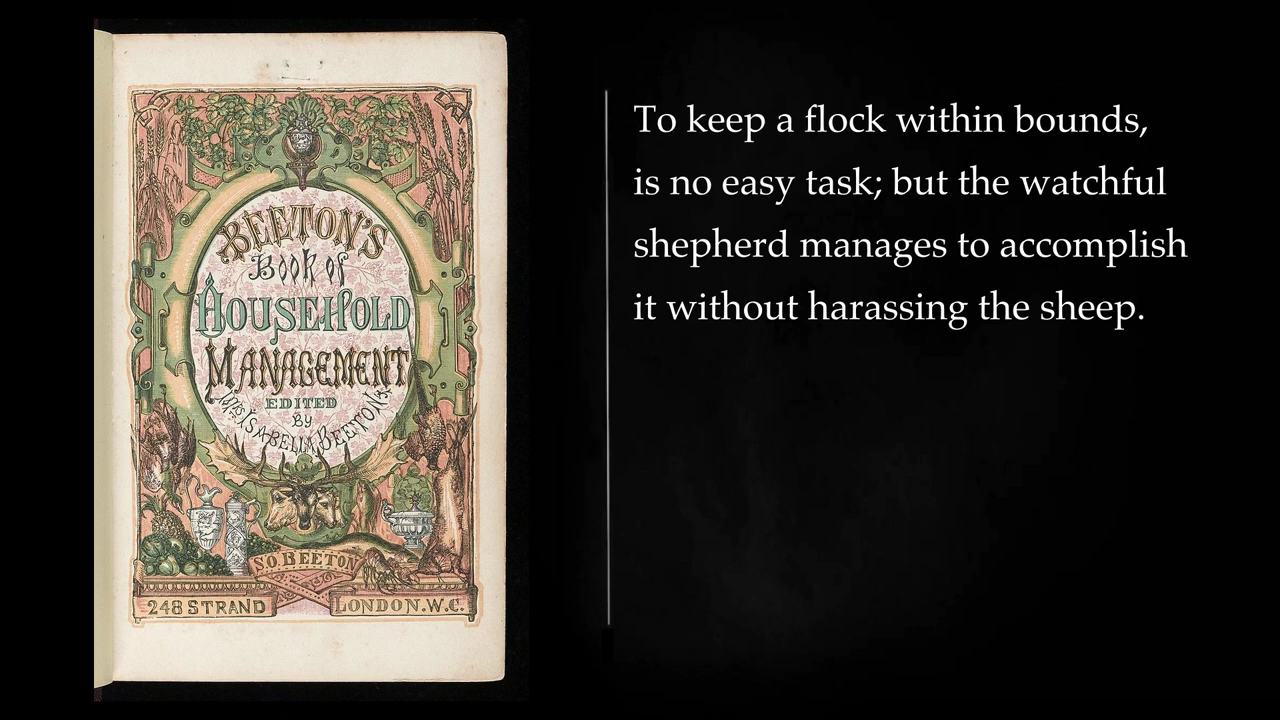 BEETON'S
Book of
HOUSEHOLD
MANAGEMENT
EDITED
By
MRS ISABELLA BEETON
S.O. BEETON
248 STRAND
LONDON. W.C.
To keep a flock within bounds,
is no easy task; but the watchful
shepherd manages to accomplish
it without harassing the sheep.